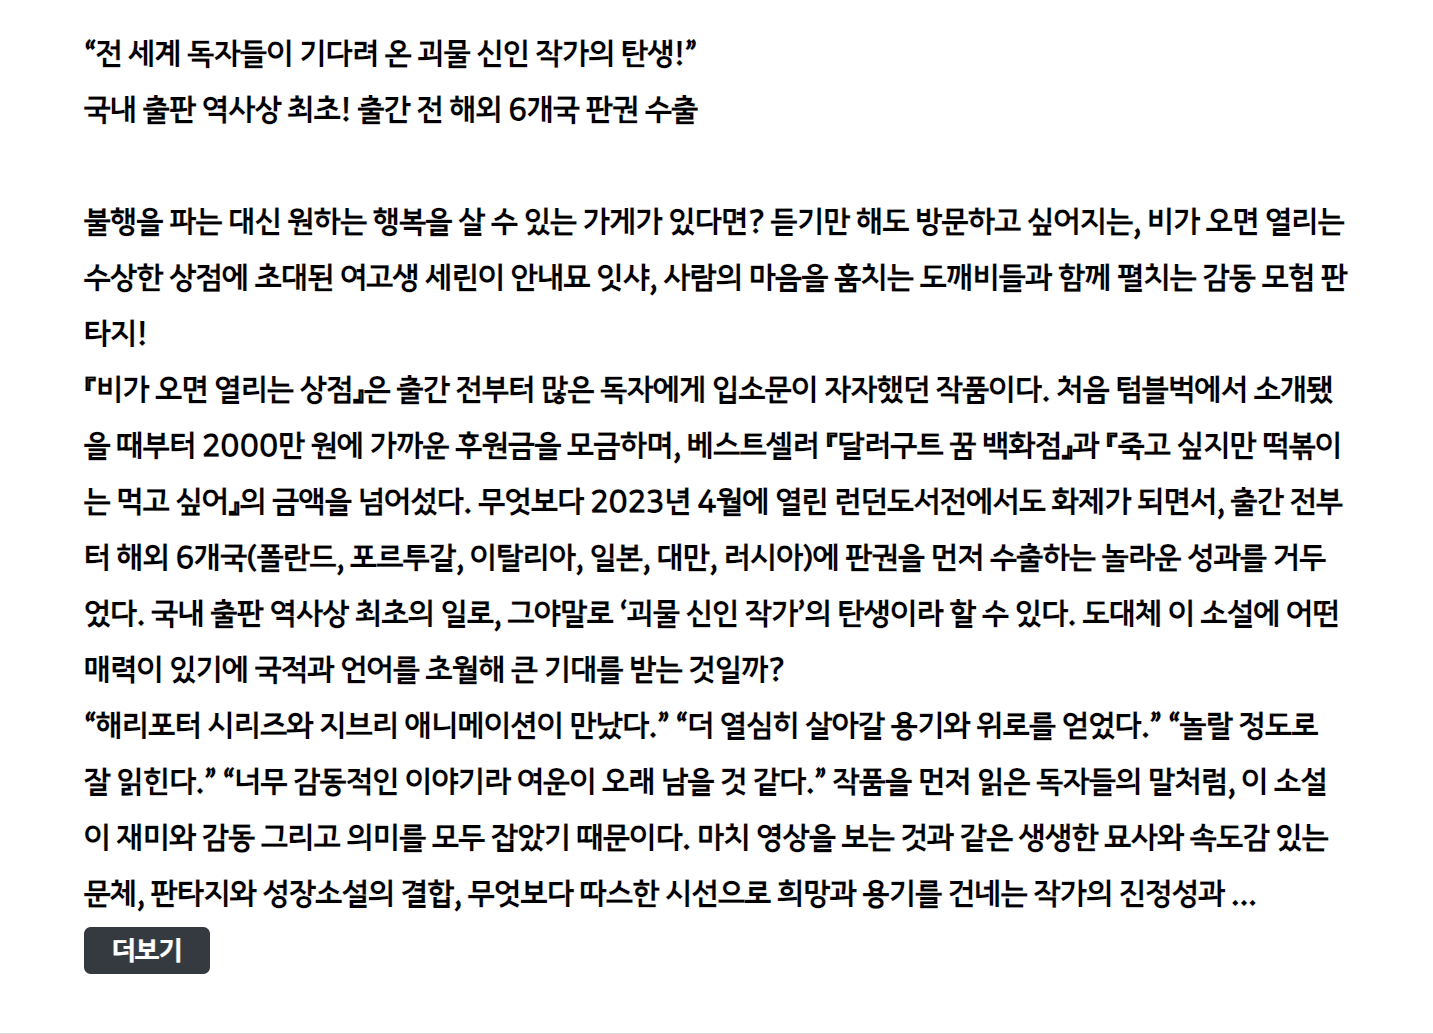 “전 세계 독자들이 기다려 온 괴물 신인 작가의 탄생!”
국내 출판 역사상 최초! 출간 전 해외 6개국 판권 수출
불행을 파는 대신 원하는 행복을 살 수 있는 가게가 있다면? 듣기만 해도 방문하고 싶어지는, 비가 오면 열리는
수상한 상점에 초대된 여고생 세린이 안내묘 잇샤, 사람의 마음을 훔치는 도깨비들과 함께 펼치는 감동 모험 판
타지!
『비가 오면 열리는 상점』은 출간 전부터 많은 독자에게 입소문이 자자했던 작품이다. 처음 텀블벅에서 소개됐
을 때부터 2000만 원에 가까운 후원금을 모금하며, 베스트셀러 『달러구트 꿈 백화점』과 『죽고 싶지만 떡볶이
는 먹고 싶어』의 금액을 넘어섰다. 무엇보다 2023년 4월에 열린 런던도서전에서도 화제가 되면서, 출간 전부
터 해외 6개국(폴란드, 포르투갈, 이탈리아, 일본, 대만, 러시아)에 판권을 먼저 수출하는 놀라운 성과를 거두
었다. 국내 출판 역사상 최초의 일로, 그야말로 ‘괴물 신인 작가’의 탄생이라 할 수 있다. 도대체 이 소설에 어떤
매력이 있기에 국적과 언어를 초월해 큰 기대를 받는 것일까?
“해리포터 시리즈와 지브리 애니메이션이 만났다.” “더 열심히 살아갈 용기와 위로를 얻었다.” “놀랄 정도로
잘 읽힌다.” “너무 감동적인 이야기라 여운이 오래 남을 것 같다.” 작품을 먼저 읽은 독자들의 말처럼, 이 소설
이 재미와 감동 그리고 의미를 모두 잡았기 때문이다. 마치 영상을 보는 것과 같은 생생한 묘사와 속도감 있는
문체, 판타지와 성장소설의 결합, 무엇보다 따스한 시선으로 희망과 용기를 건네는 작가의 진정성과 ...
더보기